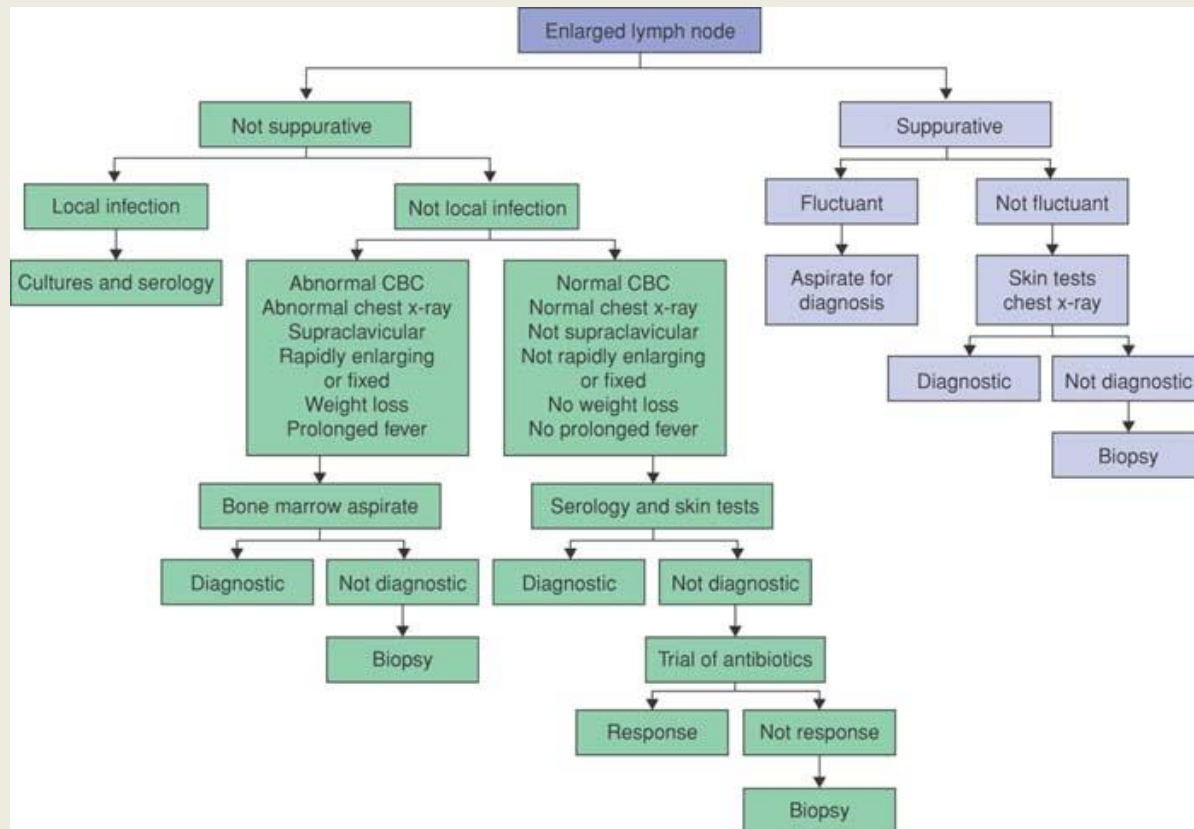 Enlarged lymph node
Not suppurative
Suppurative
Local infection
Not local infection
Fluctuant
Not fluctuant
Cultures and serology
Abnormal CBC
Abnormal chest x-ray
Supraclavicular
Rapidly enlarging
or fixed
Weight loss
Prolonged fever
Normal CBC
Normal chest x-ray
Not supraclavicular
Not rapidly enlarging
or fixed
No weight loss
No prolonged fever
Aspirate for
diagnosis
Skin tests
chest x-ray
Diagnostic
Not diagnostic
Biopsy
Bone marrow aspirate
Serology and skin tests
Diagnostic
Not diagnostic
Diagnostic
Not diagnostic
Biopsy
Trial of antibiotics
Response
Not response
Biopsy